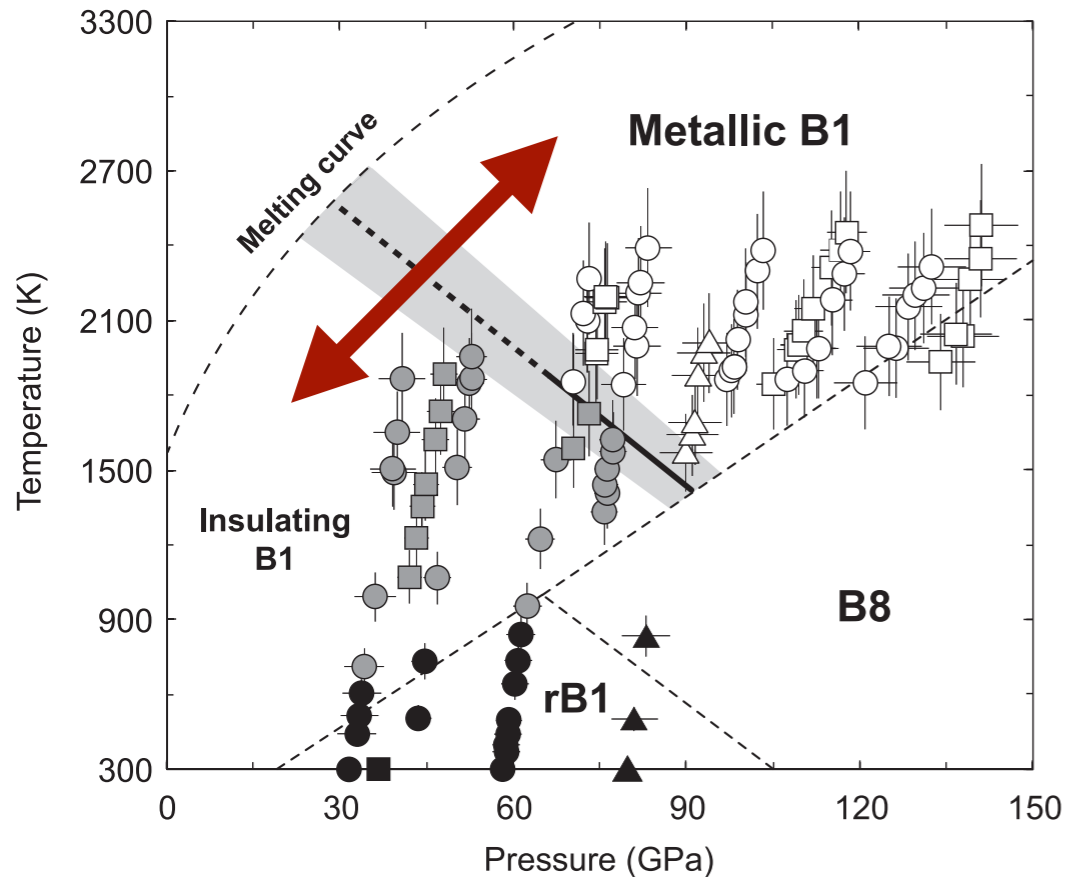 3300
2700
2100
1500
900
300
Temperature (K)
Melting curve
Metallic B1
Insulating
B1
B8
rB1
0
30
60
90
120
150
Pressure (GPa)